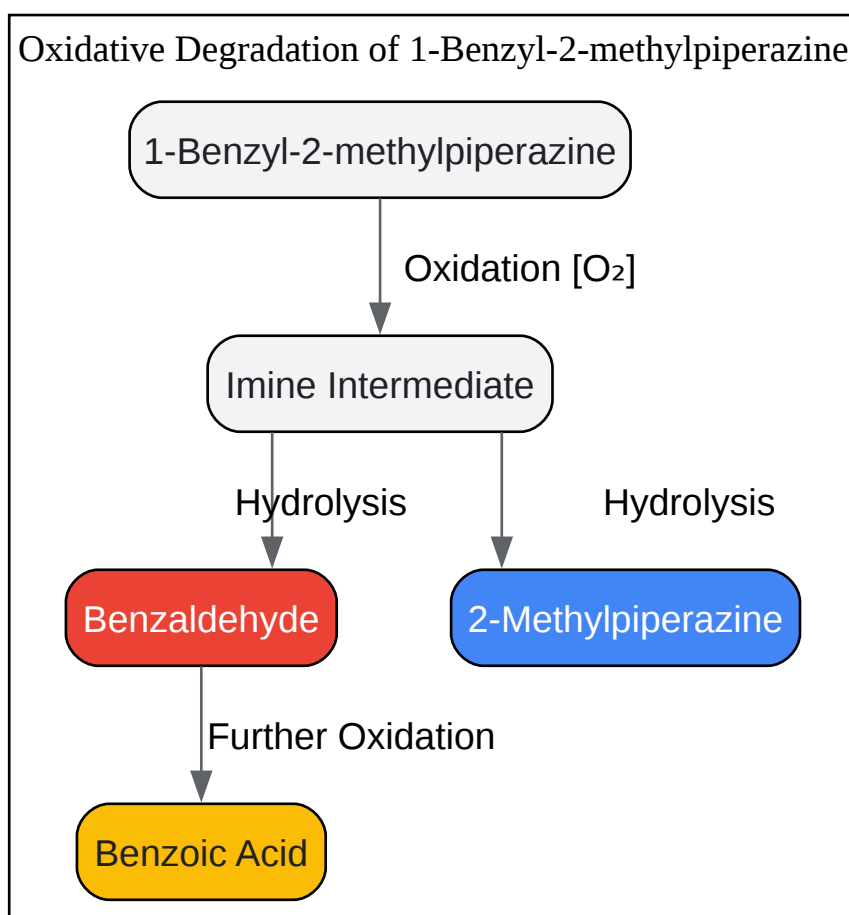 Oxidative Degradation of 1-Benzyl-2-methylpiperazine
1-Benzyl-2-methylpiperazine
Oxidation [O₂]
Imine Intermediate
Hydrolysis
Hydrolysis
Benzaldehyde
2-Methylpiperazine
Further Oxidation
Benzoic Acid